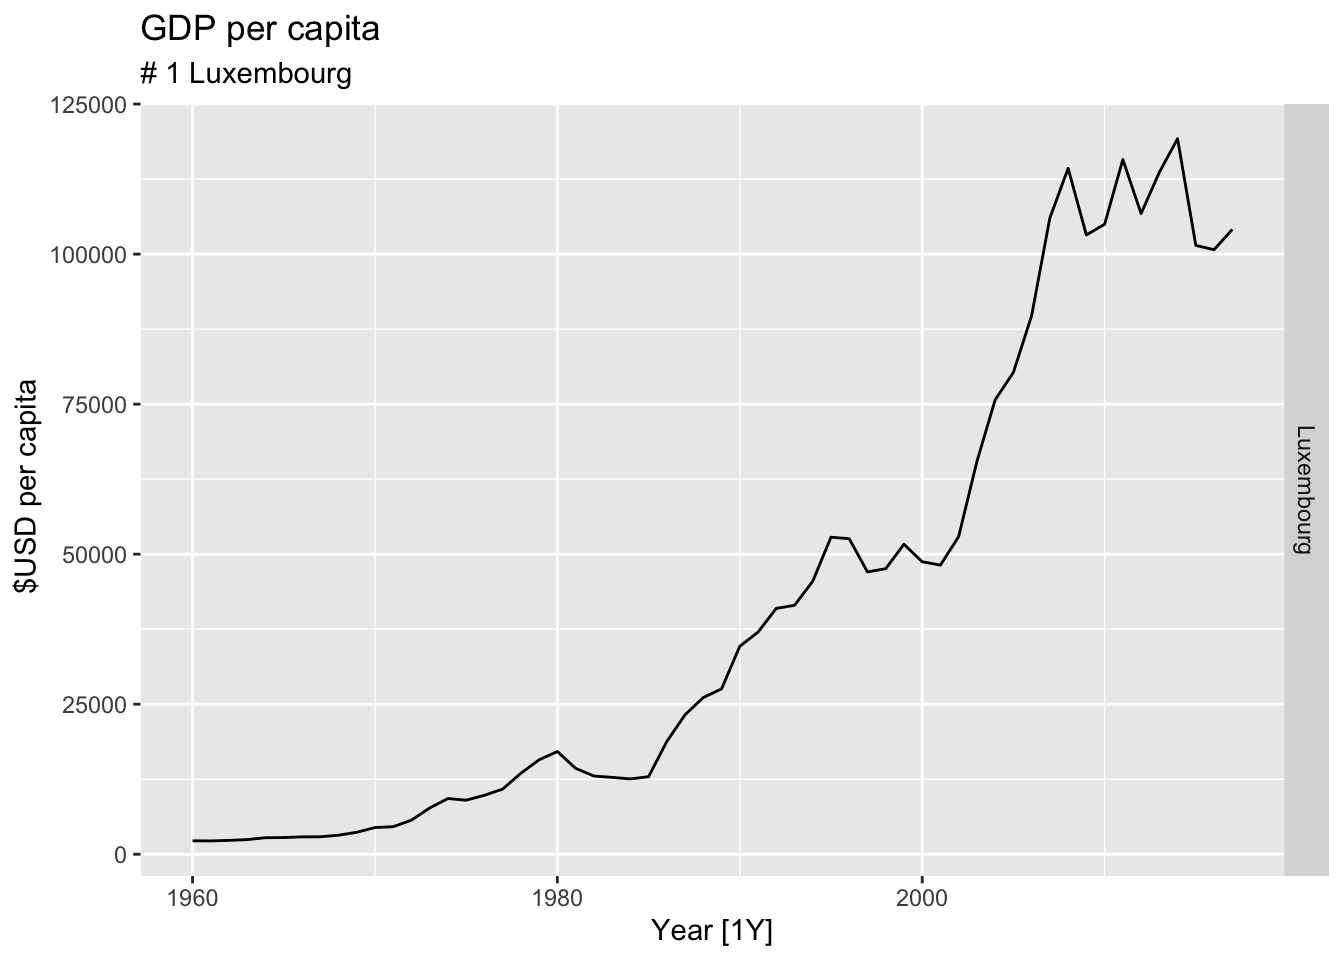 GDP per capita
# 1 Luxembourg
125000
100000
75000
50000
25000
0
$USD per capita
Luxembourg
1960
1980
2000
Year [1Y]